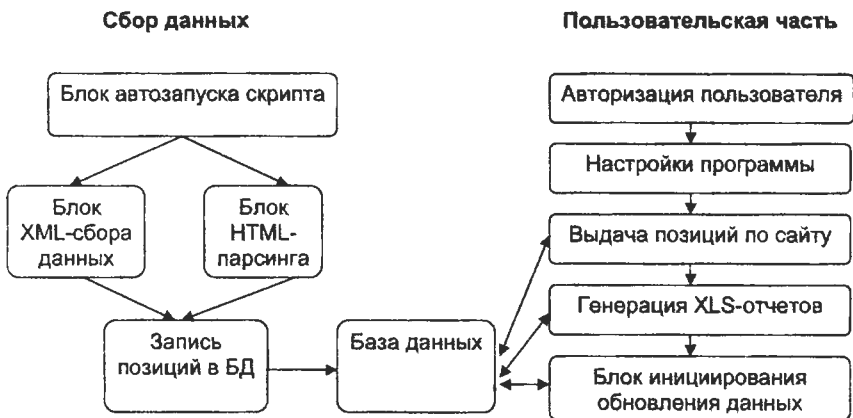 Сбор данных
Блок автозапуска скрипта
Блок
XML-сбора
данных
Блок
HTML-
парсинга
Запись
позиций в БД
База данных
Пользовательская часть
Авторизация пользователя
Настройки программы
Выдача позиций по сайту
Генерация XLS-отчетов
Блок инициирования
обновления данных